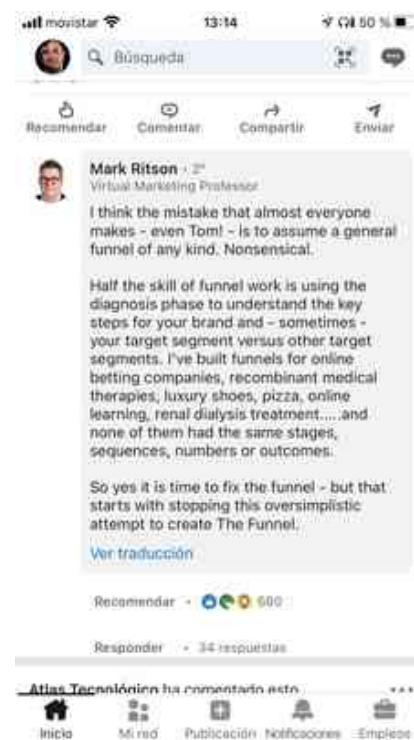 movistar 13:14 50 %
Búsqueda
Recomendar Comentar Compartir Enviar
Mark Ritson · 2º
Virtual Marketing Professor
I think the mistake that almost everyone
makes - even Tom! - is to assume a general
funnel of any kind. Nonsensical.
Half the skill of funnel work is using the
diagnosis phase to understand the key
steps for your brand and - sometimes -
your target segment versus other target
segments. I've built funnels for online
betting companies, recombinant medical
therapies, luxury shoes, pizza, online
learning, renal dialysis treatment.....and
none of them had the same stages,
sequences, numbers or outcomes.
So yes it is time to fix the funnel - but that
starts with stopping this oversimplistic
attempt to create The Funnel.
Ver traducción
Recomendar · 680
Responder · 34 respuestas
Atlas Tecnológico ha comentado esto
Inicio Mi red Publicación Notificaciones Empleos